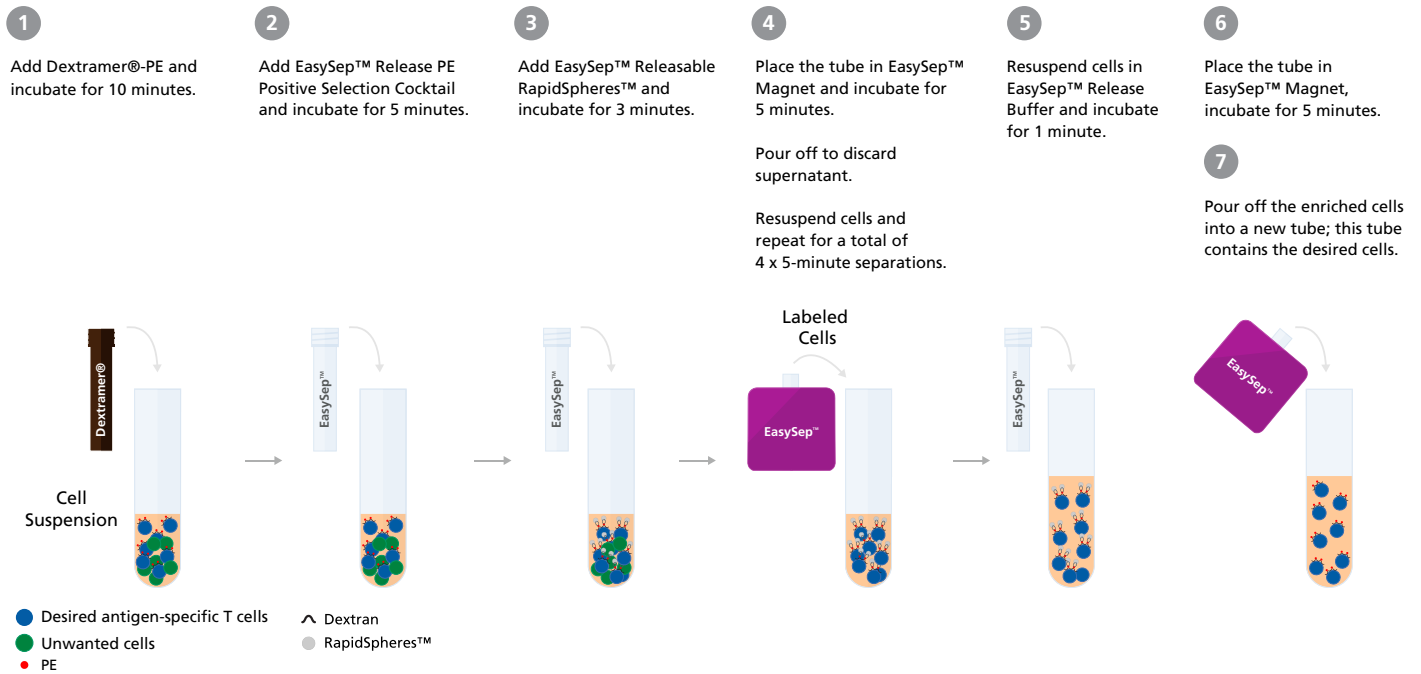 1
Add Dextramer®-PE and
incubate for 10 minutes.
2
Add EasySep™ Release PE
Positive Selection Cocktail
and incubate for 5 minutes.
3
Add EasySep™ Releasable
RapidSpheres™ and
incubate for 3 minutes.
4
Place the tube in EasySep™
Magnet and incubate for
5 minutes.
Pour off to discard
supernatant.
Resuspend cells and
repeat for a total of
4 x 5-minute separations.
5
Resuspend cells in
EasySep™ Release
Buffer and incubate
for 1 minute.
6
Place the tube in
EasySep™ Magnet,
incubate for 5 minutes.
7
Pour off the enriched cells
into a new tube; this tube
contains the desired cells.
Dextramer®
Cell
Suspension
EasySep™
EasySep™
Labeled
Cells
EasySep™
EasySep™
EasySep™
Desired antigen-specific T cells
Unwanted cells
PE
Dextran
RapidSpheres™